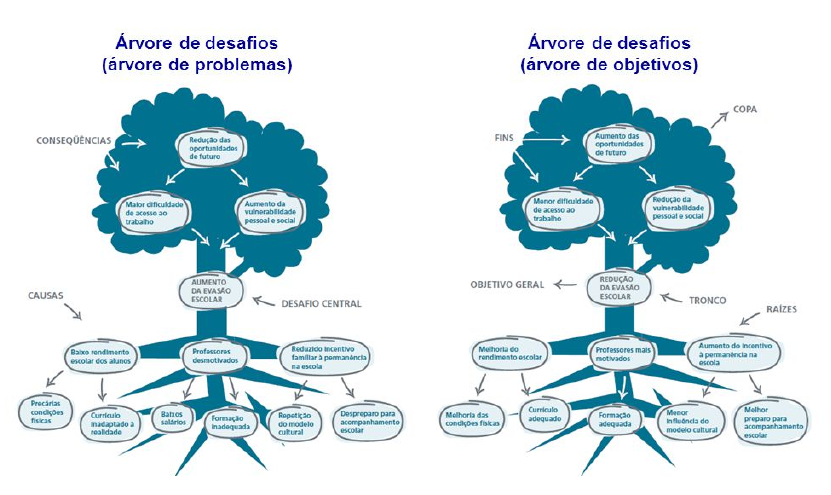 Árvore de desafios
(árvore de problemas)
CONSEQÜÊNCIAS
Redução das
oportunidades
de futuro
Maior dificuldade
de acesso ao
trabalho
Aumento da
vulnerabilidade
pessoal e social
AUMENTO
DA EVASÃO
ESCOLAR
DESAFIO CENTRAL
CAUSAS
Baixo rendimento
escolar dos alunos
Professores
desmotivados
Reduzido incentivo
familiar à permanência
na escola
Precárias
condições
físicas
Currículo
inadaptado à
realidade
Baixos
salários
Formação
inadequada
Repetição
do modelo
cultural
Despreparo para
acompanhamento
escolar
Árvore de desafios
(árvore de objetivos)
COPA
FINS
Aumento das
oportunidades
de futuro
Menor dificuldade
de acesso ao
trabalho
Redução da
vulnerabilidade
pessoal e social
OBJETIVO GERAL
REDUÇÃO
DA EVASÃO
ESCOLAR
TRONCO
RAÍZES
Melhoria do
rendimento escolar
Professores mais
motivados
Aumento do incentivo
à permanência na
escola
Melhoria das
condições físicas
Currículo
adequado
Formação
adequada
Menor
influência do
modelo cultural
Melhor
preparo para
acompanhamento
escolar